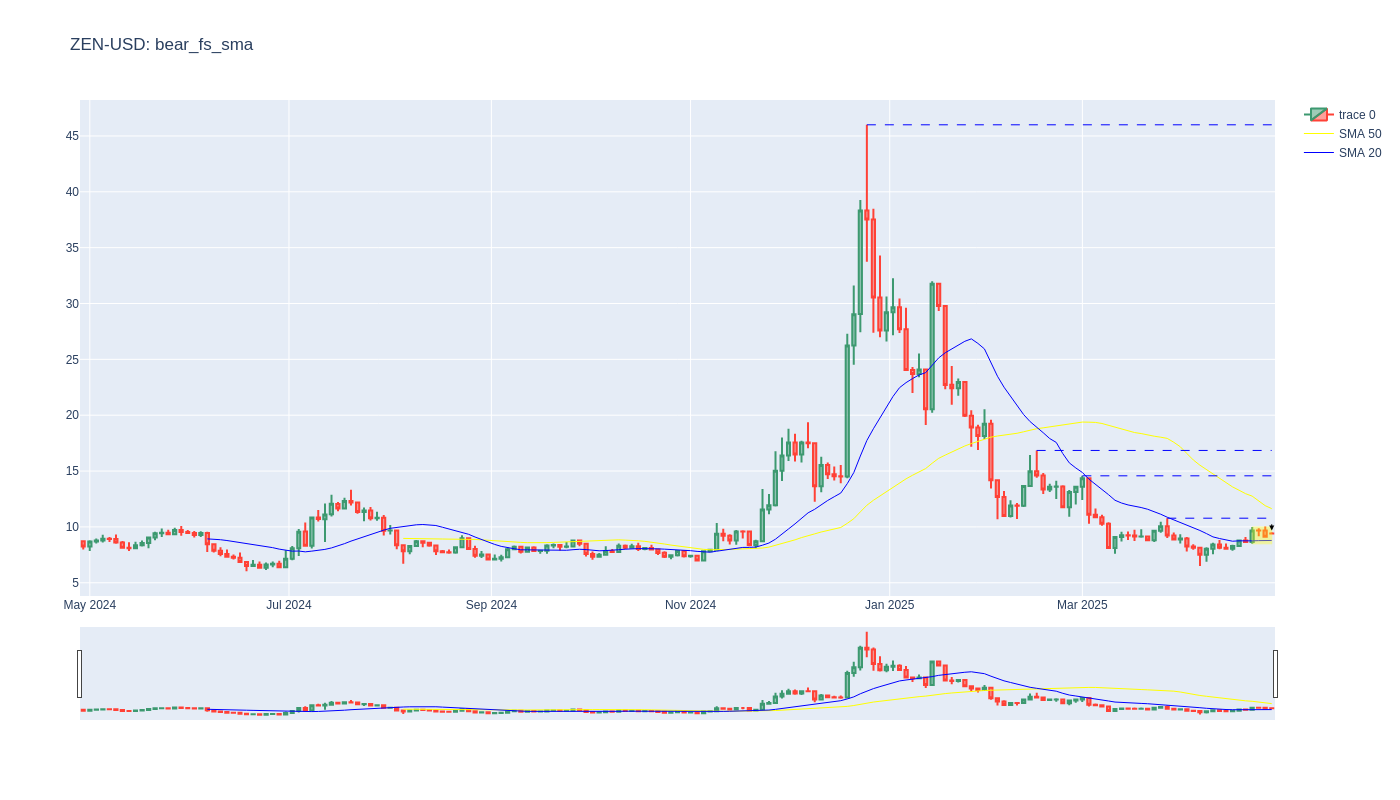 ZEN-USD: bear_fs_sma
trace 0
SMA 50
SMA 20
45
40
35
30
25
20
15
10
5
May 2024
Jul 2024
Sep 2024
Nov 2024
Jan 2025
Mar 2025